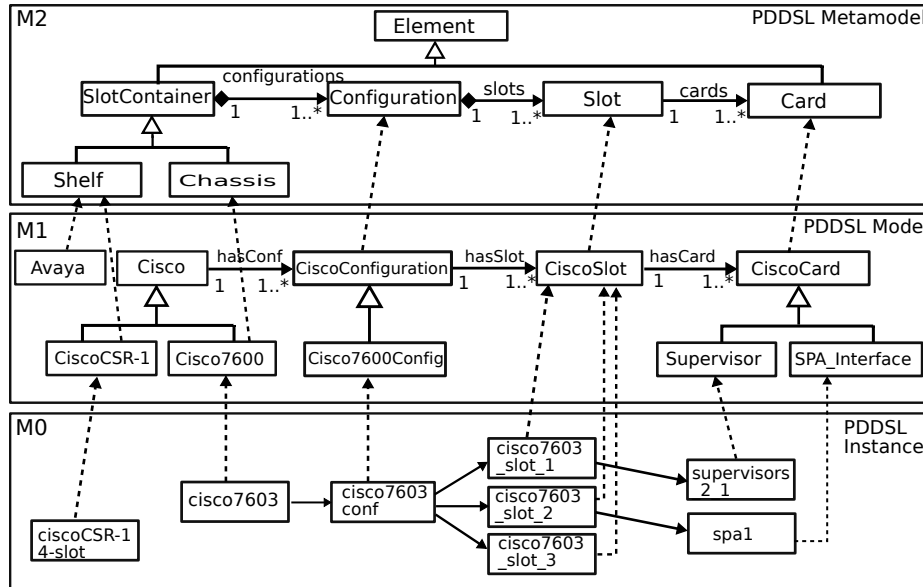 M2
PDDSL Metamodel
Element
configurations
SlotContainer
Configuration
slots
Slot
cards
Card
1
1..*
1
1..*
1
1..*
Shelf
Chassis
M1
PDDSL Model
Avaya
Cisco
hasConf
CiscoConfiguration
hasSlot
CiscoSlot
hasCard
CiscoCard
1
1..*
1
1..*
1
1..*
CiscoCSR-1
Cisco7600
Cisco7600Config
Supervisor
SPA_Interface
M0
PDDSL
Instance
cisco7603
_slot_1
supervisors
2_1
cisco7603
cisco7603
conf
cisco7603
_slot_2
ciscoCSR-1
4-slot
spa1
cisco7603
_slot_3